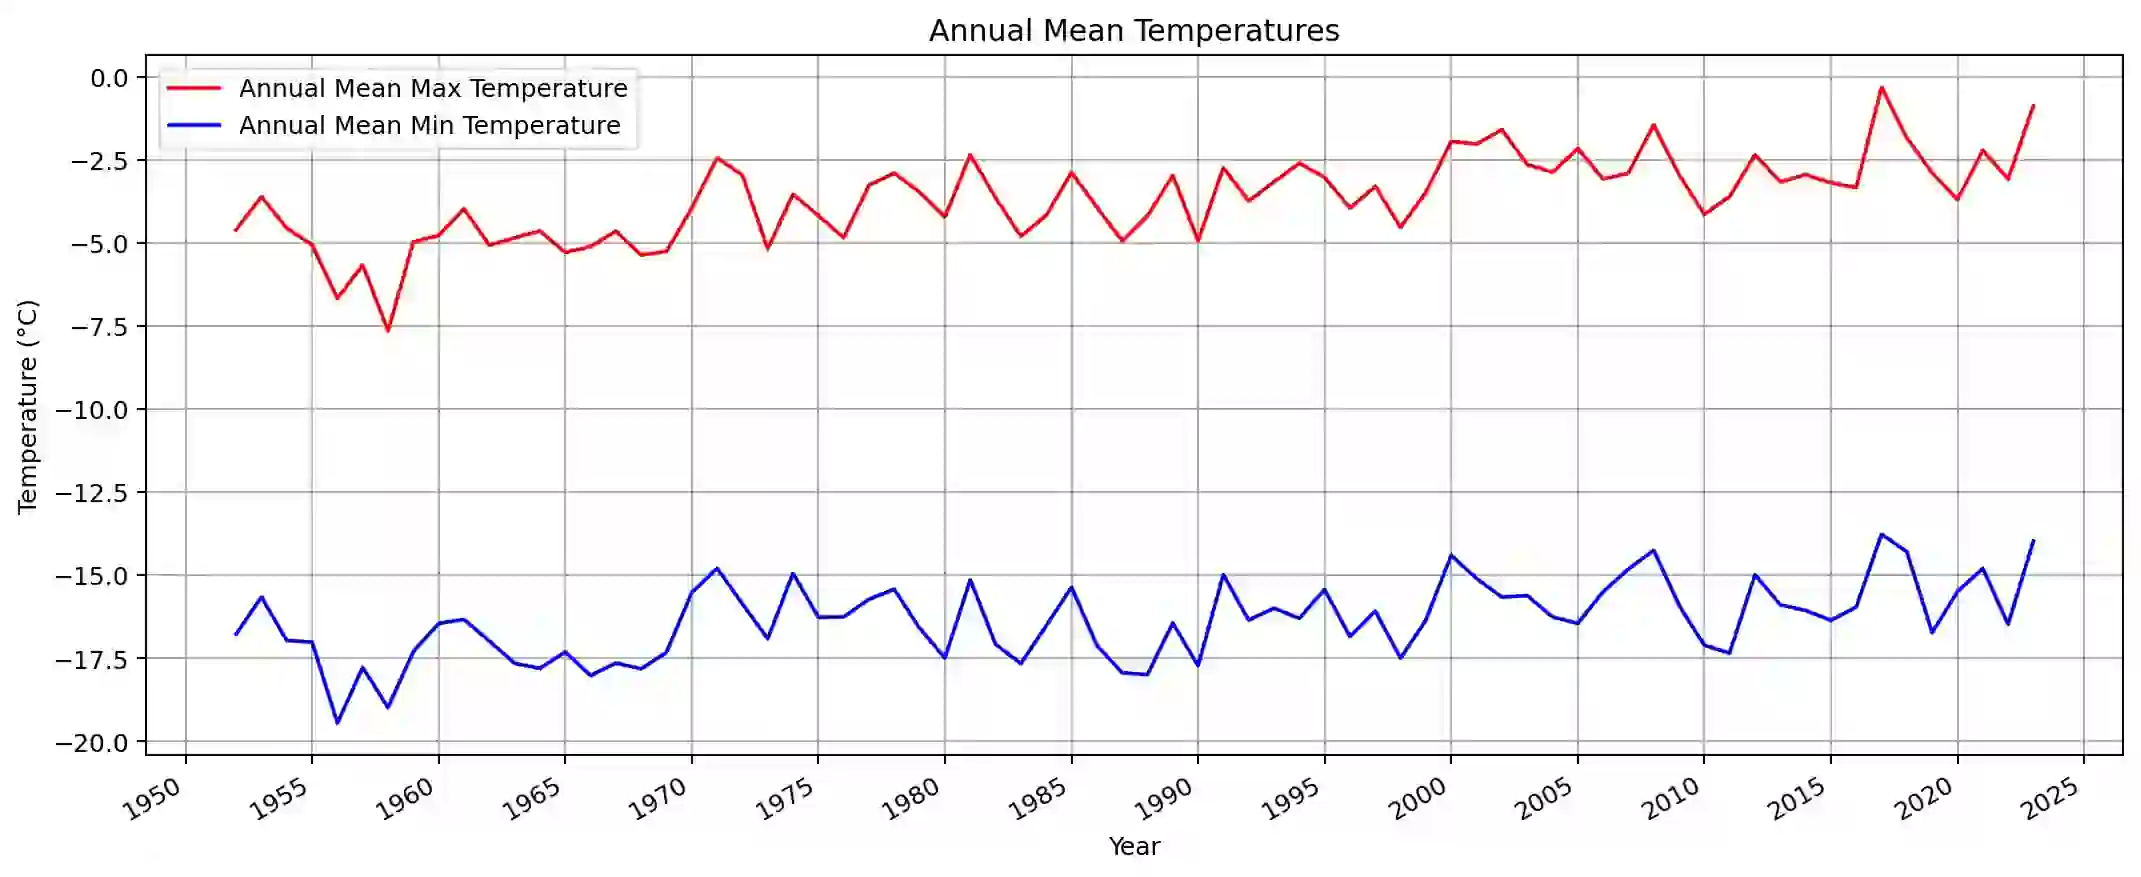 Annual Mean Temperatures
Annual Mean Max Temperature
Annual Mean Min Temperature
0.0
−2.5
−5.0
−7.5
−10.0
−12.5
−15.0
−17.5
−20.0
Temperature (°C)
1950 1955 1960 1965 1970 1975 1980 1985 1990 1995 2000 2005 2010 2015 2020 2025
Year